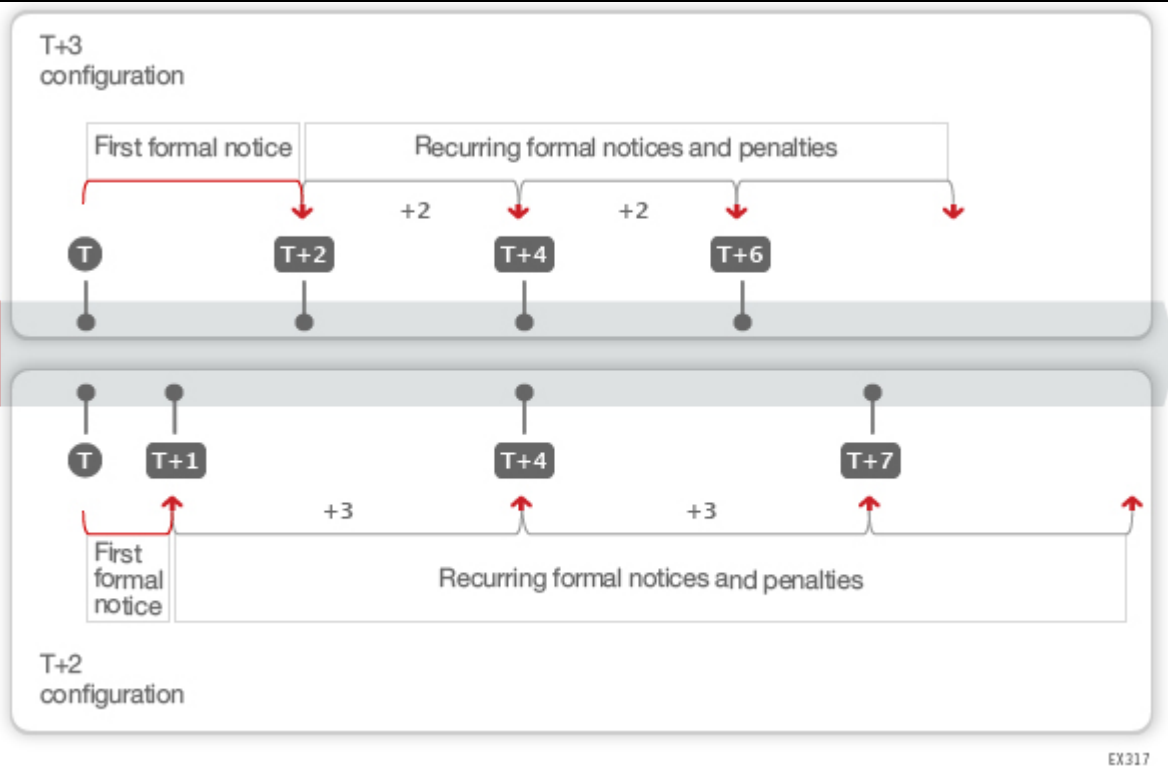 T+3
configuration
First formal notice
Recurring formal notices and penalties
+2
+2
T
T+2
T+4
T+6
T
T+1
T+4
T+7
+3
+3
First
formal
notice
Recurring formal notices and penalties
T+2
configuration
EX317